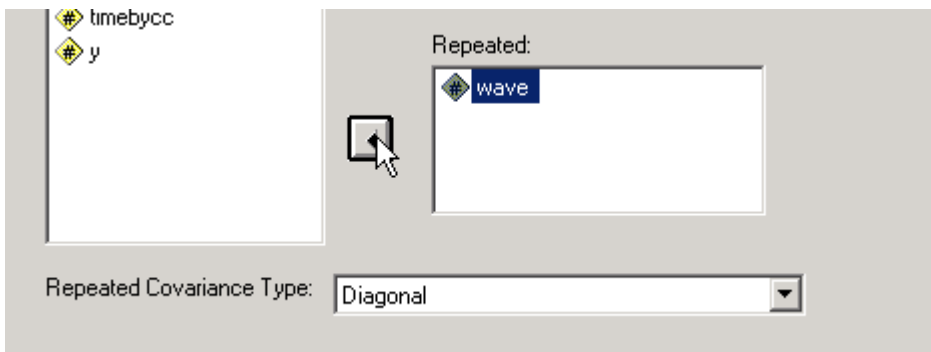 timebycc
y
Repeated:
wave
Repeated Covariance Type:
Diagonal